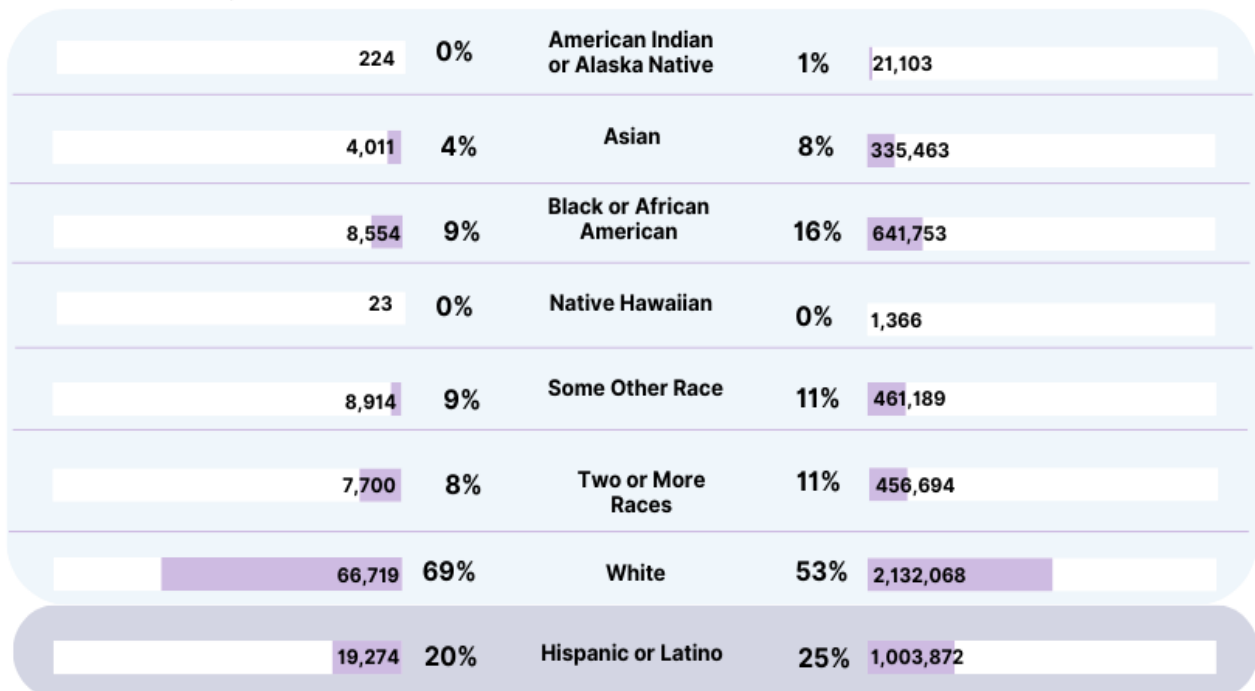 224 0% American Indian or Alaska Native 1% 21,103
4,011 4% Asian 8% 335,463
8,554 9% Black or African American 16% 641,753
23 0% Native Hawaiian 0% 1,366
8,914 9% Some Other Race 11% 461,189
7,700 8% Two or More Races 11% 456,694
66,719 69% White 53% 2,132,068
19,274 20% Hispanic or Latino 25% 1,003,872